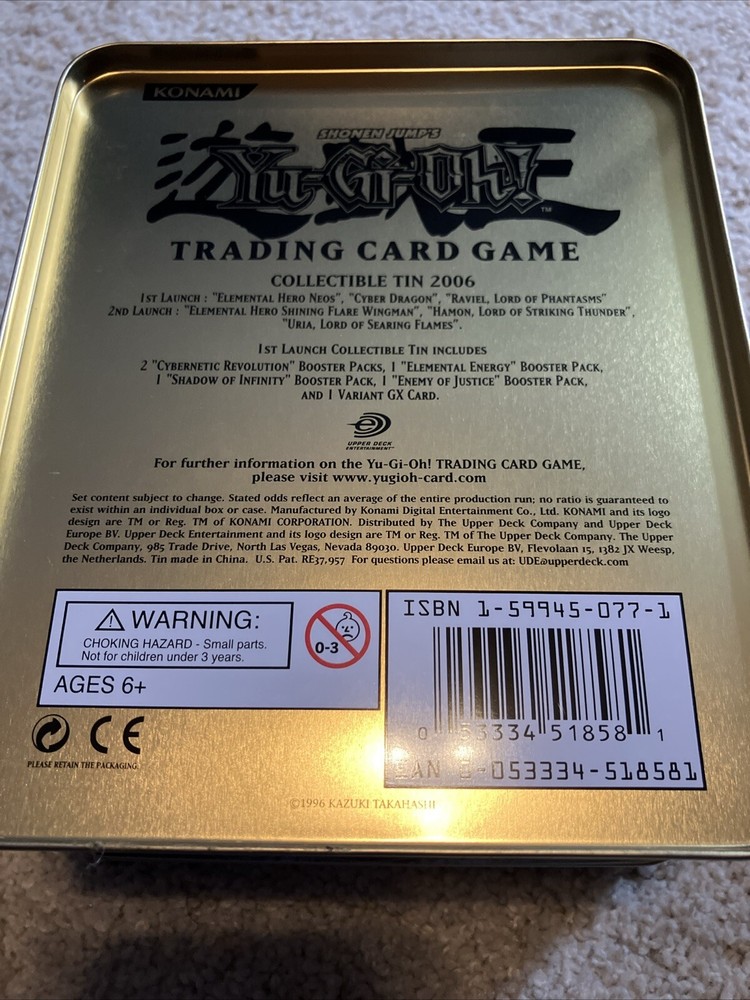 KONAMI
SHONEN JUMP'S
遊戯王
Yu-Gi-Oh!
™
TRADING CARD GAME
COLLECTIBLE TIN 2006
1ST LAUNCH : "ELEMENTAL HERO NEOS", "CYBER DRAGON", "RAVIEL, LORD OF PHANTASMS"
2ND LAUNCH : "ELEMENTAL HERO SHINING FLARE WINGMAN", "HAMON, LORD OF STRIKING THUNDER",
"URIA, LORD OF SEARING FLAMES".
1ST LAUNCH COLLECTIBLE TIN INCLUDES
2 "CYBERNETIC REVOLUTION" BOOSTER PACKS, 1 "ELEMENTAL ENERGY" BOOSTER PACK,
1 "SHADOW OF INFINITY" BOOSTER PACK, 1 "ENEMY OF JUSTICE" BOOSTER PACK,
AND 1 VARIANT GX CARD.
UPPER DECK
ENTERTAINMENT™
For further information on the Yu-Gi-Oh! TRADING CARD GAME,
please visit www.yugioh-card.com
Set content subject to change. Stated odds reflect an average of the entire production run; no ratio is guaranteed to
exist within an individual box or case. Manufactured by Konami Digital Entertainment Co., Ltd. KONAMI and its logo
design are TM or Reg. TM of KONAMI CORPORATION. Distributed by The Upper Deck Company and Upper Deck
Europe BV. Upper Deck Entertainment and its logo design are TM or Reg. TM of The Upper Deck Company. The Upper
Deck Company, 985 Trade Drive, North Las Vegas, Nevada 89030. Upper Deck Europe BV, Flevolaan 15, 1382 JX Weesp,
the Netherlands. Tin made in China. U.S. Pat. RE37,957 For questions please email us at: UDE@upperdeck.com
WARNING:
CHOKING HAZARD - Small parts.
Not for children under 3 years.
0-3
AGES 6+
ISBN 1-59945-077-1
0 53334 51858 1
EAN 0-053334-518581
CE
PLEASE RETAIN THE PACKAGING.
©1996 KAZUKI TAKAHASHI